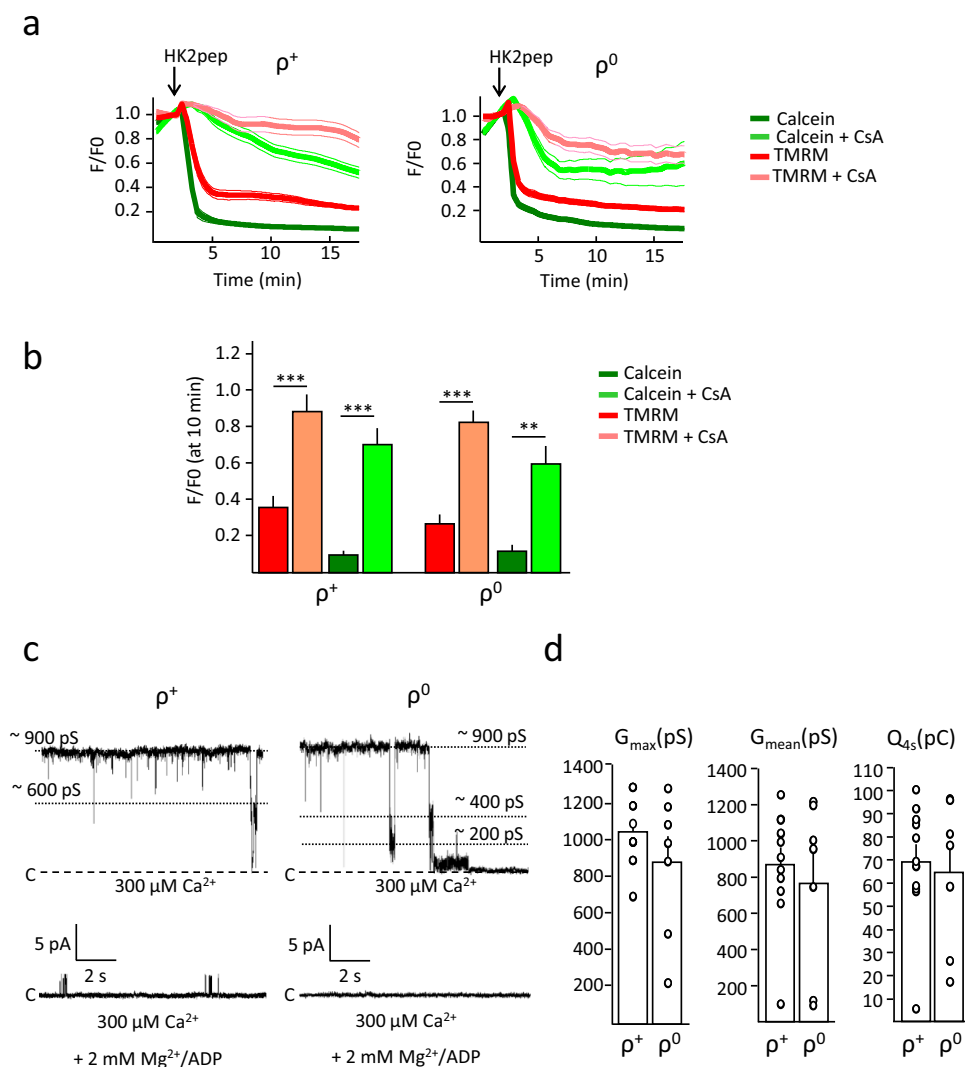 a
HK2pep
ρ⁺
HK2pep
ρ⁰
F/F0
1.0
0.8
0.6
0.4
0.2
5
10
15
Time (min)
F/F0
1.0
0.8
0.6
0.4
0.2
5
10
15
Time (min)
Calcein
Calcein + CsA
TMRM
TMRM + CsA
b
F/F0 (at 10 min)
1.2
1.0
0.8
0.6
0.4
0.2
***
***
***
**
ρ⁺
ρ⁰
Calcein
Calcein + CsA
TMRM
TMRM + CsA
c
ρ⁺
~ 900 pS
~ 600 pS
C
300 µM Ca²⁺
5 pA
2 s
C
300 µM Ca²⁺
+ 2 mM Mg²⁺/ADP
ρ⁰
~ 900 pS
~ 400 pS
~ 200 pS
C
300 µM Ca²⁺
5 pA
2 s
C
300 µM Ca²⁺
+ 2 mM Mg²⁺/ADP
d
Gmax(pS)
1400
1200
1000
800
600
400
200
ρ⁺ ρ⁰
Gmean(pS)
1400
1200
1000
800
600
400
200
ρ⁺ ρ⁰
Q4s(pC)
110
100
90
80
70
60
50
40
30
20
10
ρ⁺ ρ⁰